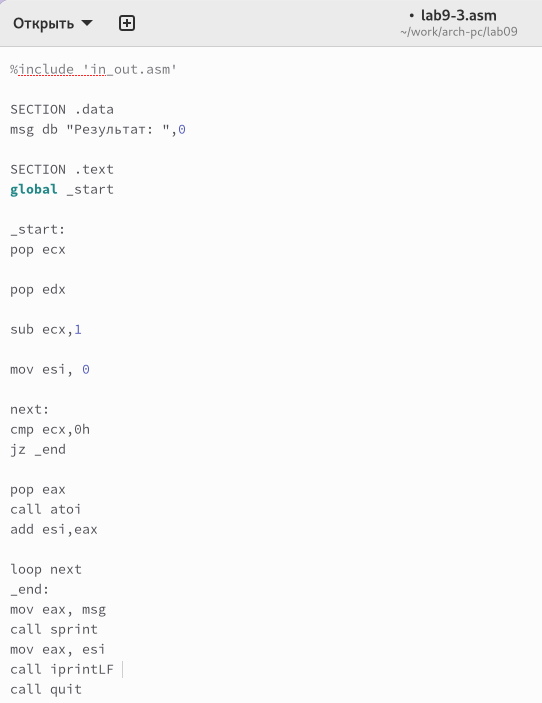 Открыть
• lab9-3.asm
~/work/arch-pc/lab09
%include 'in_out.asm'
SECTION .data
msg db "Результат: ",0
SECTION .text
global _start
_start:
pop ecx
pop edx
sub ecx,1
mov esi, 0
next:
cmp ecx,0h
jz _end
pop eax
call atoi
add esi,eax
loop next
_end:
mov eax, msg
call sprint
mov eax, esi
call iprintLF
call quit